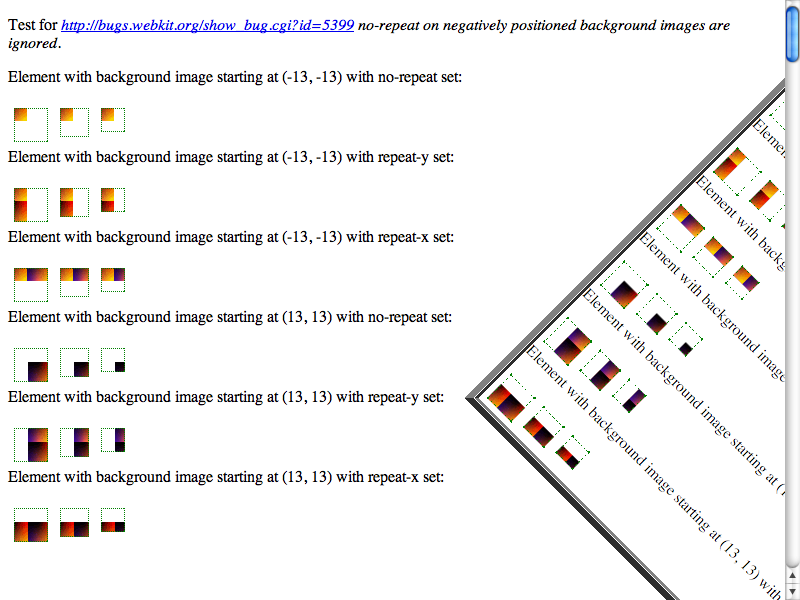 Test for http://bugs.webkit.org/show_bug.cgi?id=5399 no-repeat on negatively positioned background images are
ignored.
Element with background image starting at (-13, -13) with no-repeat set:
Element with background image starting at (-13, -13) with repeat-y set:
Element with background image starting at (-13, -13) with repeat-x set:
Element with background image starting at (13, 13) with no-repeat set:
Element with background image starting at (13, 13) with repeat-y set:
Element with background image starting at (13, 13) with repeat-x set:
Element with
Element with background image
Element with background image starting at (
Element with background image starting at (13, 13) with